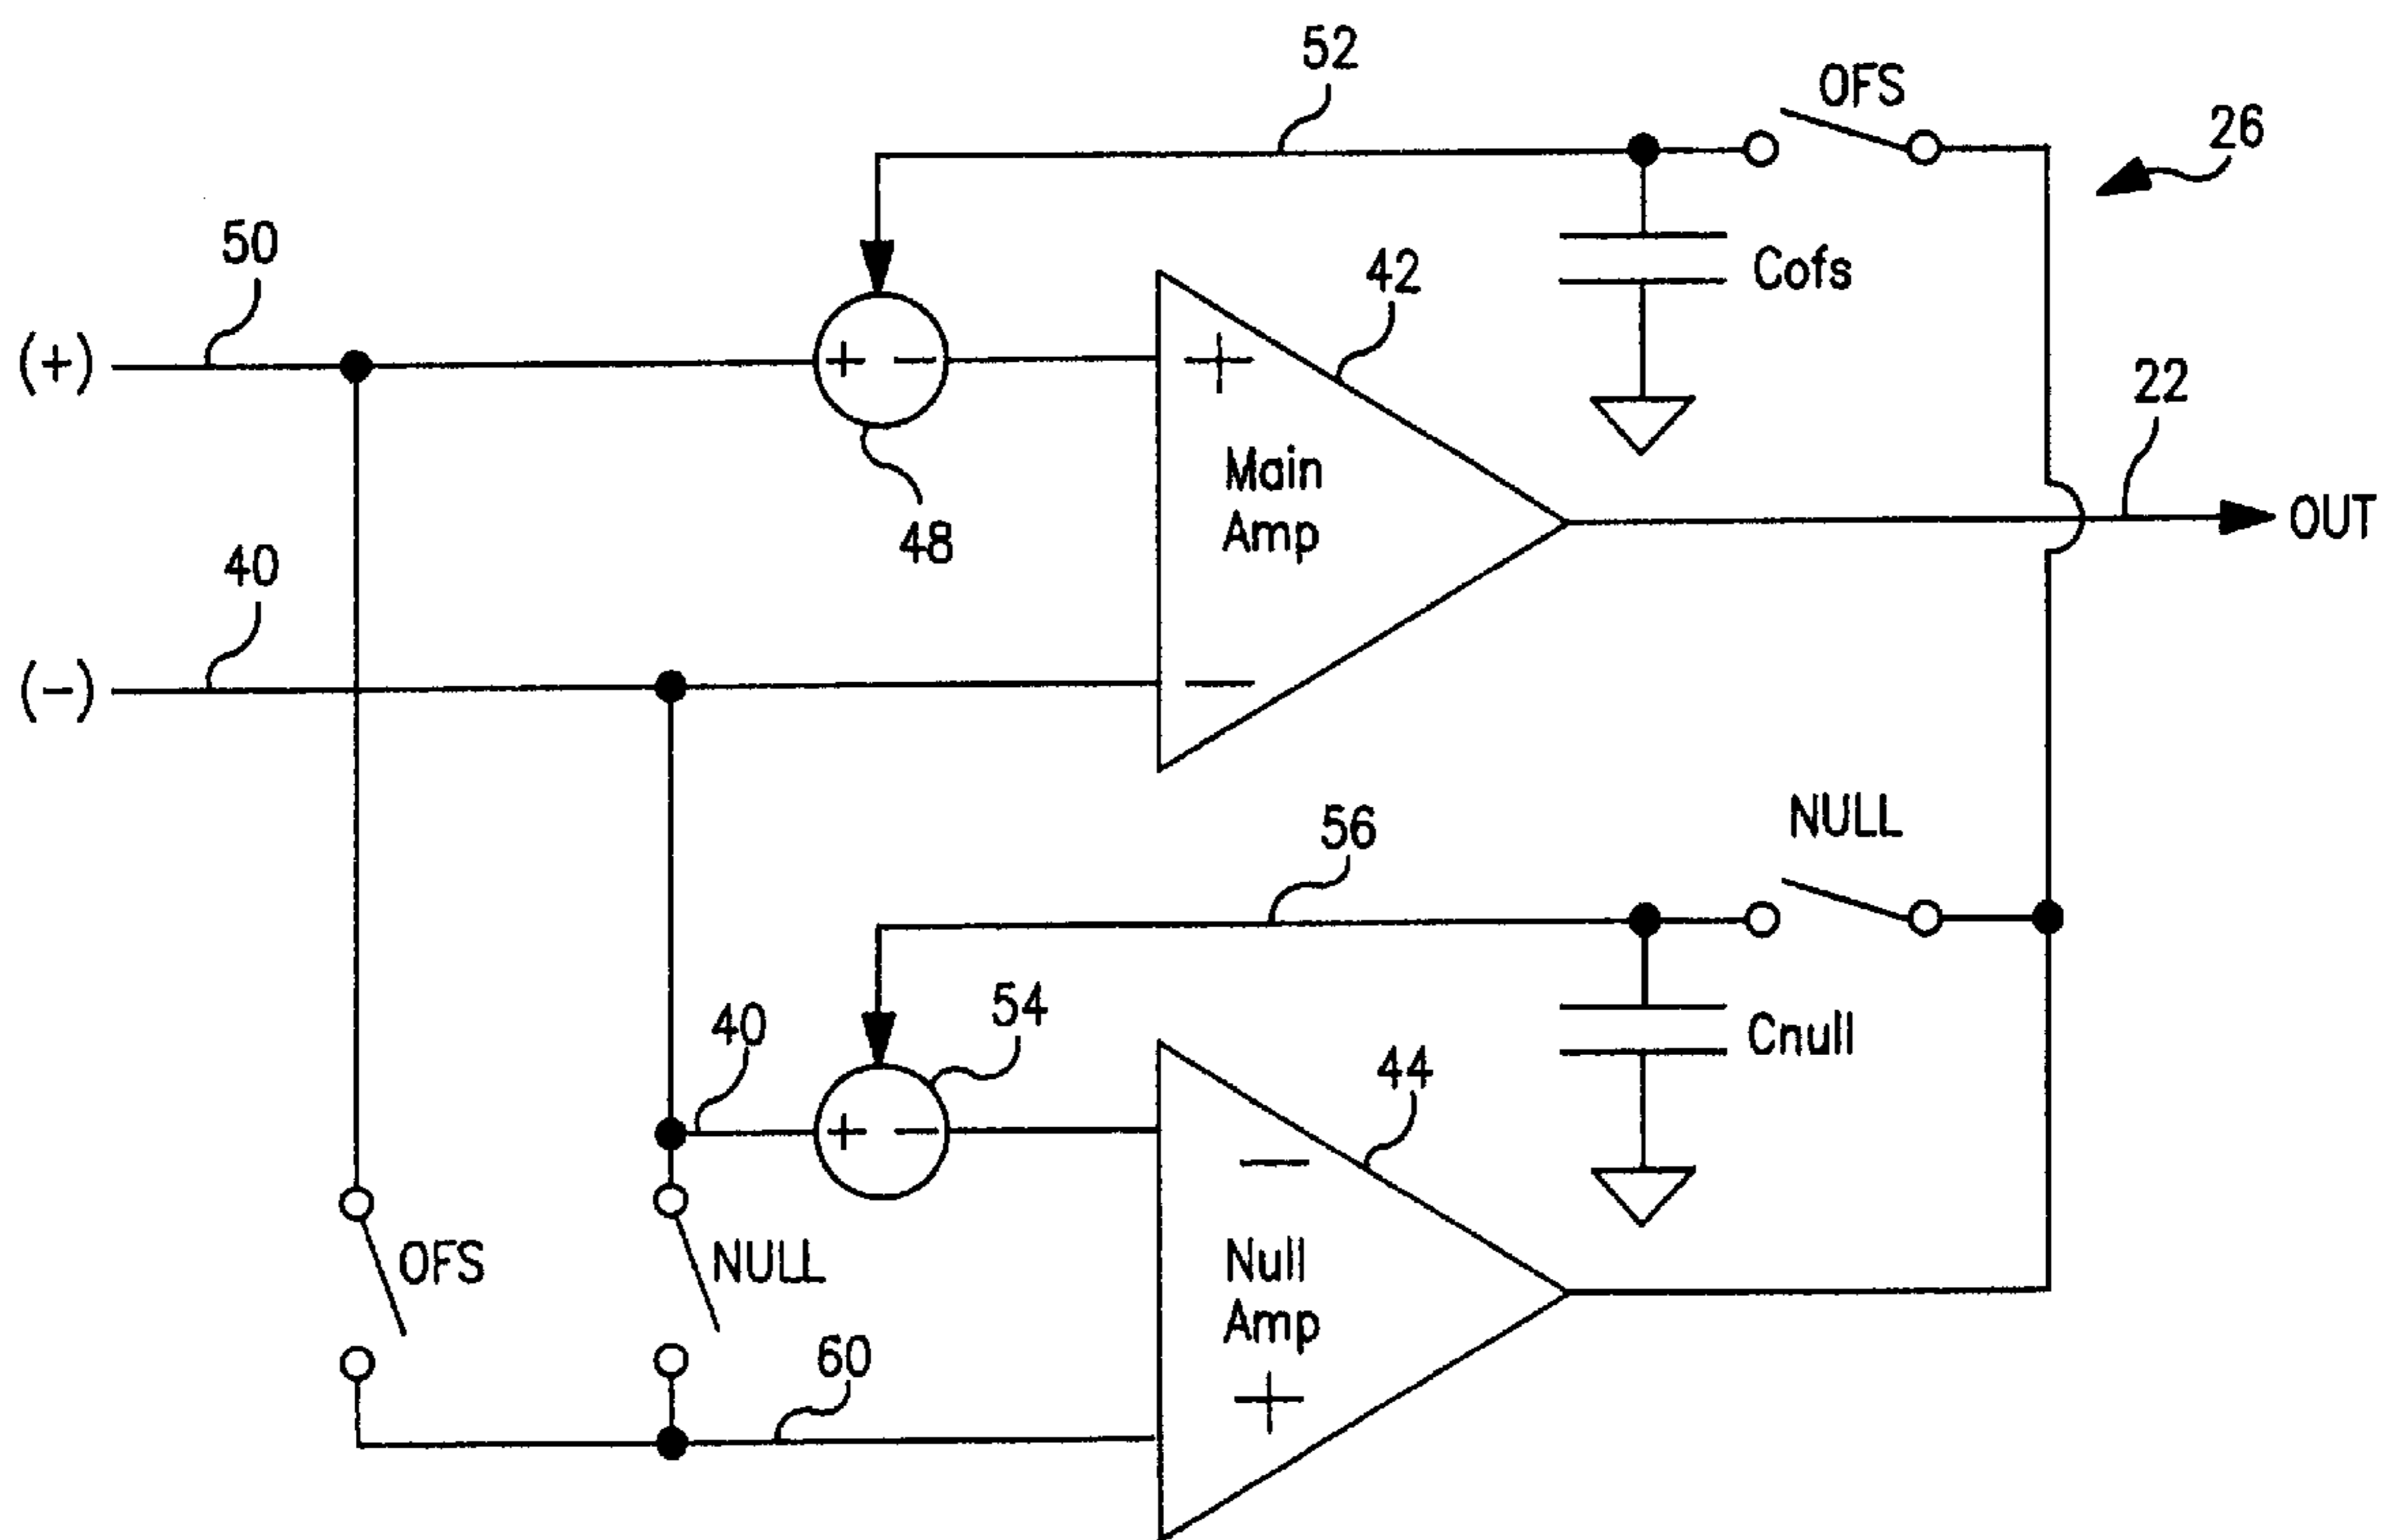 52
OFS
26
50
42
Cofs
(+)
+ −
+
22
Main
Amp
48
OUT
40
(−)
−
NULL
56
54
40
44
Cnull
+ −
−
OFS
NULL
Null
Amp
60
+